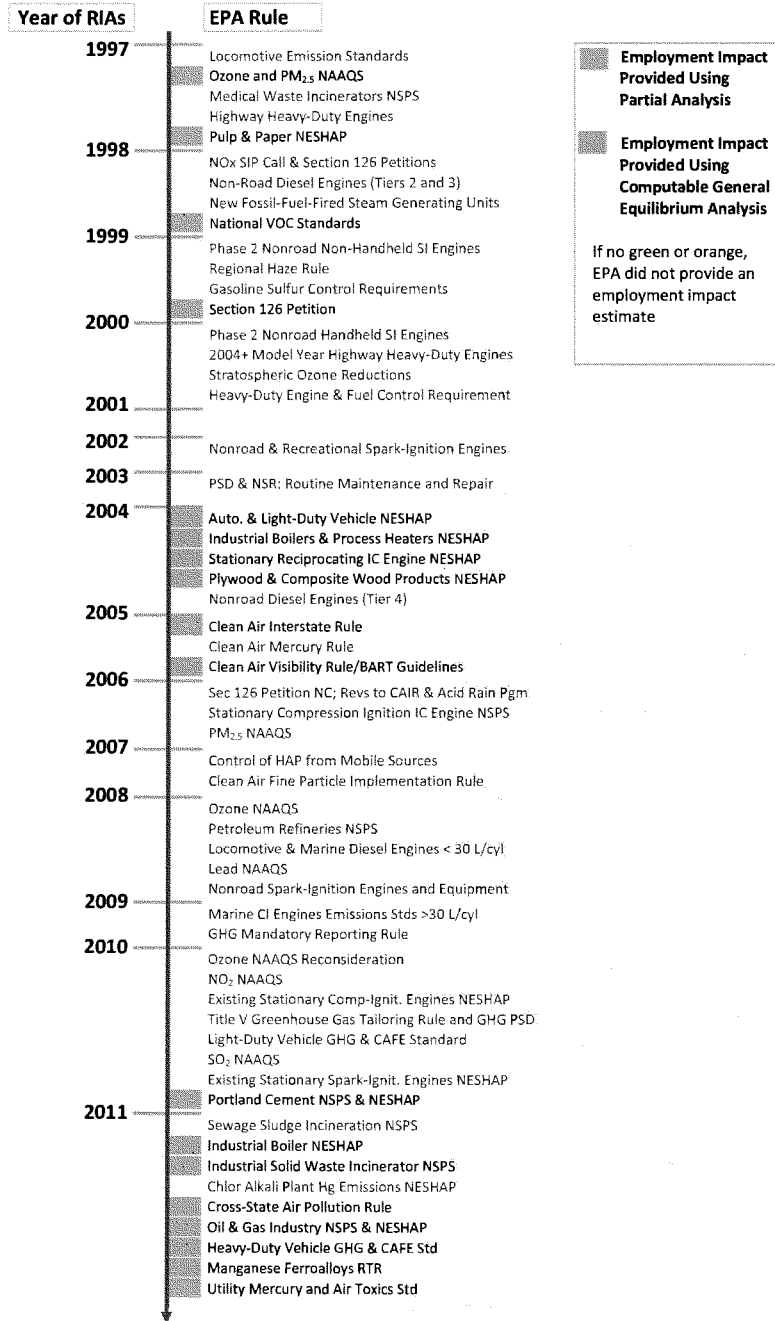 Year of RIAs
EPA Rule
1997
Locomotive Emission Standards
Ozone and PM2.5 NAAQS
Medical Waste Incinerators NSPS
Highway Heavy-Duty Engines
Pulp & Paper NESHAP
1998
NOx SIP Call & Section 126 Petitions
Non-Road Diesel Engines (Tiers 2 and 3)
New Fossil-Fuel-Fired Steam Generating Units
National VOC Standards
1999
Phase 2 Nonroad Non-Handheld SI Engines
Regional Haze Rule
Gasoline Sulfur Control Requirements
Section 126 Petition
2000
Phase 2 Nonroad Handheld SI Engines
2004+ Model Year Highway Heavy-Duty Engines
Stratospheric Ozone Reductions
Heavy-Duty Engine & Fuel Control Requirement
2001
2002
Nonroad & Recreational Spark-Ignition Engines
2003
PSD & NSR: Routine Maintenance and Repair
2004
Auto. & Light-Duty Vehicle NESHAP
Industrial Boilers & Process Heaters NESHAP
Stationary Reciprocating IC Engine NESHAP
Plywood & Composite Wood Products NESHAP
Nonroad Diesel Engines (Tier 4)
2005
Clean Air Interstate Rule
Clean Air Mercury Rule
Clean Air Visibility Rule/BART Guidelines
2006
Sec 126 Petition NC; Revs to CAIR & Acid Rain Pgm
Stationary Compression Ignition IC Engine NSPS
PM2.5 NAAQS
2007
Control of HAP from Mobile Sources
Clean Air Fine Particle Implementation Rule
2008
Ozone NAAQS
Petroleum Refineries NSPS
Locomotive & Marine Diesel Engines < 30 L/cyl
Lead NAAQS
Nonroad Spark-Ignition Engines and Equipment
2009
Marine CI Engines Emissions Stds >30 L/cyl
GHG Mandatory Reporting Rule
2010
Ozone NAAQS Reconsideration
NO2 NAAQS
Existing Stationary Comp-Ignit. Engines NESHAP
Title V Greenhouse Gas Tailoring Rule and GHG PSD
Light-Duty Vehicle GHG & CAFE Standard
SO2 NAAQS
Existing Stationary Spark-Ignit. Engines NESHAP
Portland Cement NSPS & NESHAP
2011
Sewage Sludge Incineration NSPS
Industrial Boiler NESHAP
Industrial Solid Waste Incinerator NSPS
Chlor Alkali Plant Hg Emissions NESHAP
Cross-State Air Pollution Rule
Oil & Gas Industry NSPS & NESHAP
Heavy-Duty Vehicle GHG & CAFE Std
Manganese Ferroalloys RTR
Utility Mercury and Air Toxics Std
Employment Impact
Provided Using
Partial Analysis
Employment Impact
Provided Using
Computable General
Equilibrium Analysis
If no green or orange,
EPA did not provide an
employment impact
estimate